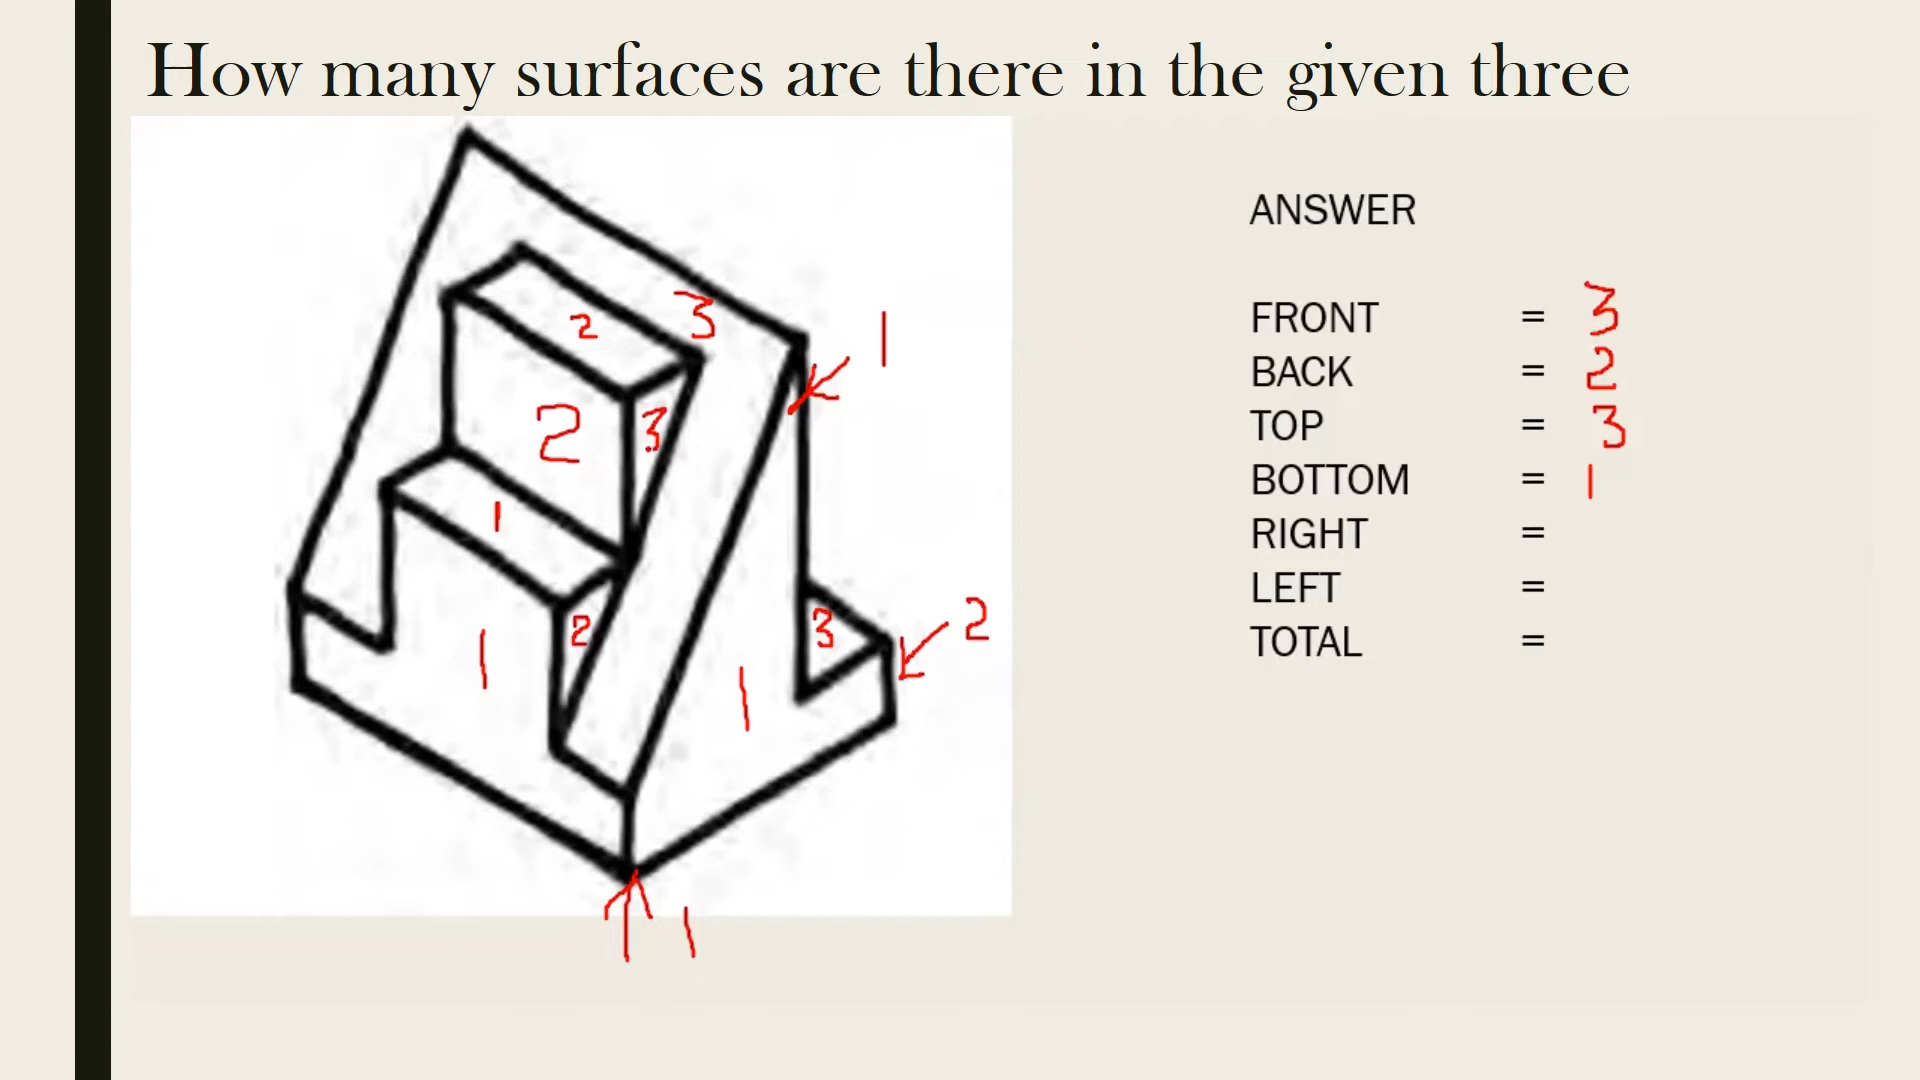 How many surfaces are there in the given three
ANSWER
FRONT = 3
BACK = 2
TOP = 3
BOTTOM = 1
RIGHT =
LEFT =
TOTAL =
3
2
1
3
2
1
1
2
3
2
1
1
1